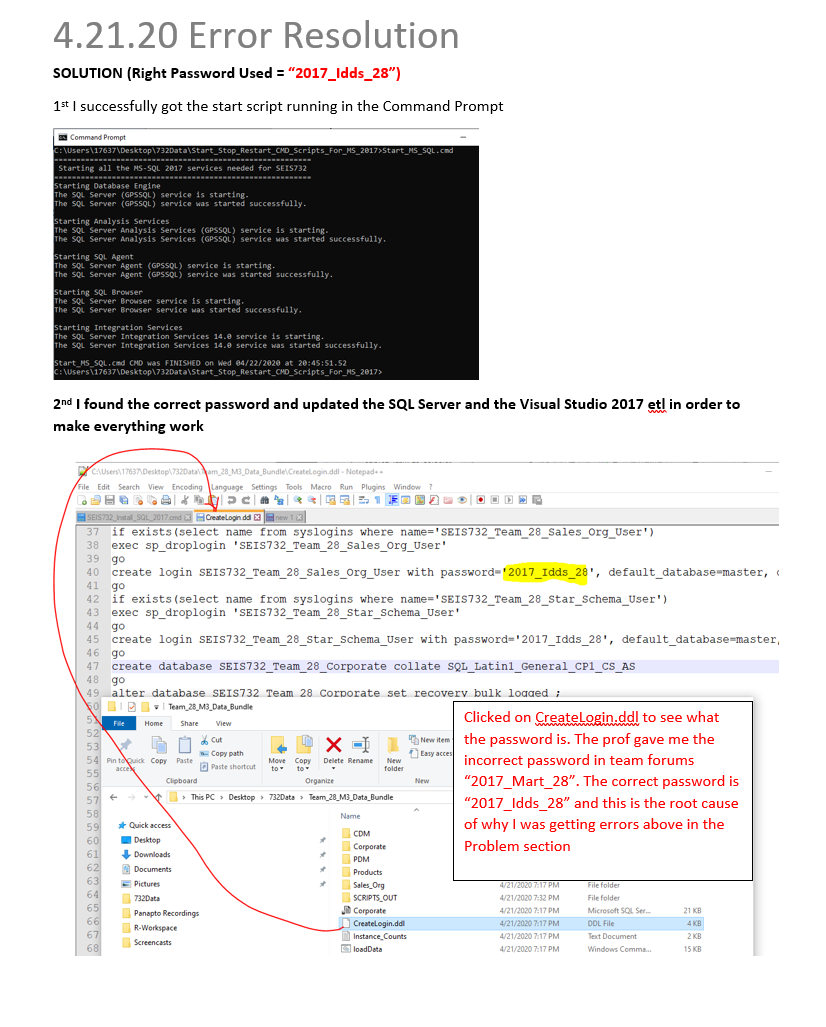 4.21.20 Error Resolution
SOLUTION (Right Password Used = “2017_Idds_28”)
1st I successfully got the start script running in the Command Prompt
Command Prompt
C:\Users\17637\Desktop\732Data\Start_Stop_Restart_CMD_Scripts_For_MS_2017>Start_MS_SQL.cmd
Starting all the MS-SQL 2017 services needed for SEIS732
Starting Database Engine
The SQL Server (GPSSQL) service is starting.
The SQL Server (GPSSQL) service was started successfully.
Starting Analysis Services
The SQL Server Analysis Services (GPSSQL) service is starting.
The SQL Server Analysis Services (GPSSQL) service was started successfully.
Starting SQL Agent
The SQL Server Agent (GPSSQL) service is starting.
The SQL Server Agent (GPSSQL) service was started successfully.
Starting SQL Browser
The SQL Server Browser service is starting.
The SQL Server Browser service was started successfully.
Starting Integration Services
The SQL Server Integration Services 14.0 service is starting.
The SQL Server Integration Services 14.0 service was started successfully.
Start_MS_SQL.cmd CMD was FINISHED on Wed 04/22/2020 at 20:45:51.52
C:\Users\17637\Desktop\732Data\Start_Stop_Restart_CMD_Scripts_For_MS_2017>
2nd I found the correct password and updated the SQL Server and the Visual Studio 2017 etl in order to
make everything work
C:\Users\17637\Desktop\732Data\Team_28_M3_Data_Bundle\CreateLogin.ddl - Notepad++
File Edit Search View Encoding Language Settings Tools Macro Run Plugins Window ?
SEIS732_Install_SQL_2017.cmd CreateLogin.ddl new 1
37 if exists(select name from syslogins where name='SEIS732_Team_28_Sales_Org_User')
38 exec sp_droplogin 'SEIS732_Team_28_Sales_Org_User'
39 go
40 create login SEIS732_Team_28_Sales_Org_User with password='2017_Idds_28', default_database=master,
41 go
42 if exists(select name from syslogins where name='SEIS732_Team_28_Star_Schema_User')
43 exec sp_droplogin 'SEIS732_Team_28_Star_Schema_User'
44 go
45 create login SEIS732_Team_28_Star_Schema_User with password='2017_Idds_28', default_database=master,
46 go
47 create database SEIS732_Team_28_Corporate collate SQL_Latin1_General_CP1_CS_AS
48 go
49 alter database SEIS732_Team_28_Corporate set recovery bulk_logged ;
50
51
52
53
54
55
56
57
58
59
60
61
62
63
64
65
66
67
68
Team_28_M3_Data_Bundle
File Home Share View
Pin to Quick access Copy Paste Cut Copy path Paste shortcut Move to Copy to Delete Rename New folder New item Easy acces
Clipboard Organize New
This PC > Desktop > 732Data > Team_28_M3_Data_Bundle
Quick access
Desktop
Downloads
Documents
Pictures
732Data
Panapto Recordings
R-Workspace
Screencasts
Name
CDM
Corporate
PDM
Products
Sales_Org 4/21/2020 7:17 PM File folder
SCRIPTS_OUT 4/21/2020 7:32 PM File folder
Corporate 4/21/2020 7:17 PM Microsoft SQL Ser... 21 KB
CreateLogin.ddl 4/21/2020 7:17 PM DDL File 4 KB
Instance_Counts 4/21/2020 7:17 PM Text Document 2 KB
loadData 4/21/2020 7:17 PM Windows Comma... 15 KB
Clicked on CreateLogin.ddl to see what
the password is. The prof gave me the
incorrect password in team forums
“2017_Mart_28”. The correct password is
“2017_Idds_28” and this is the root cause
of why I was getting errors above in the
Problem section